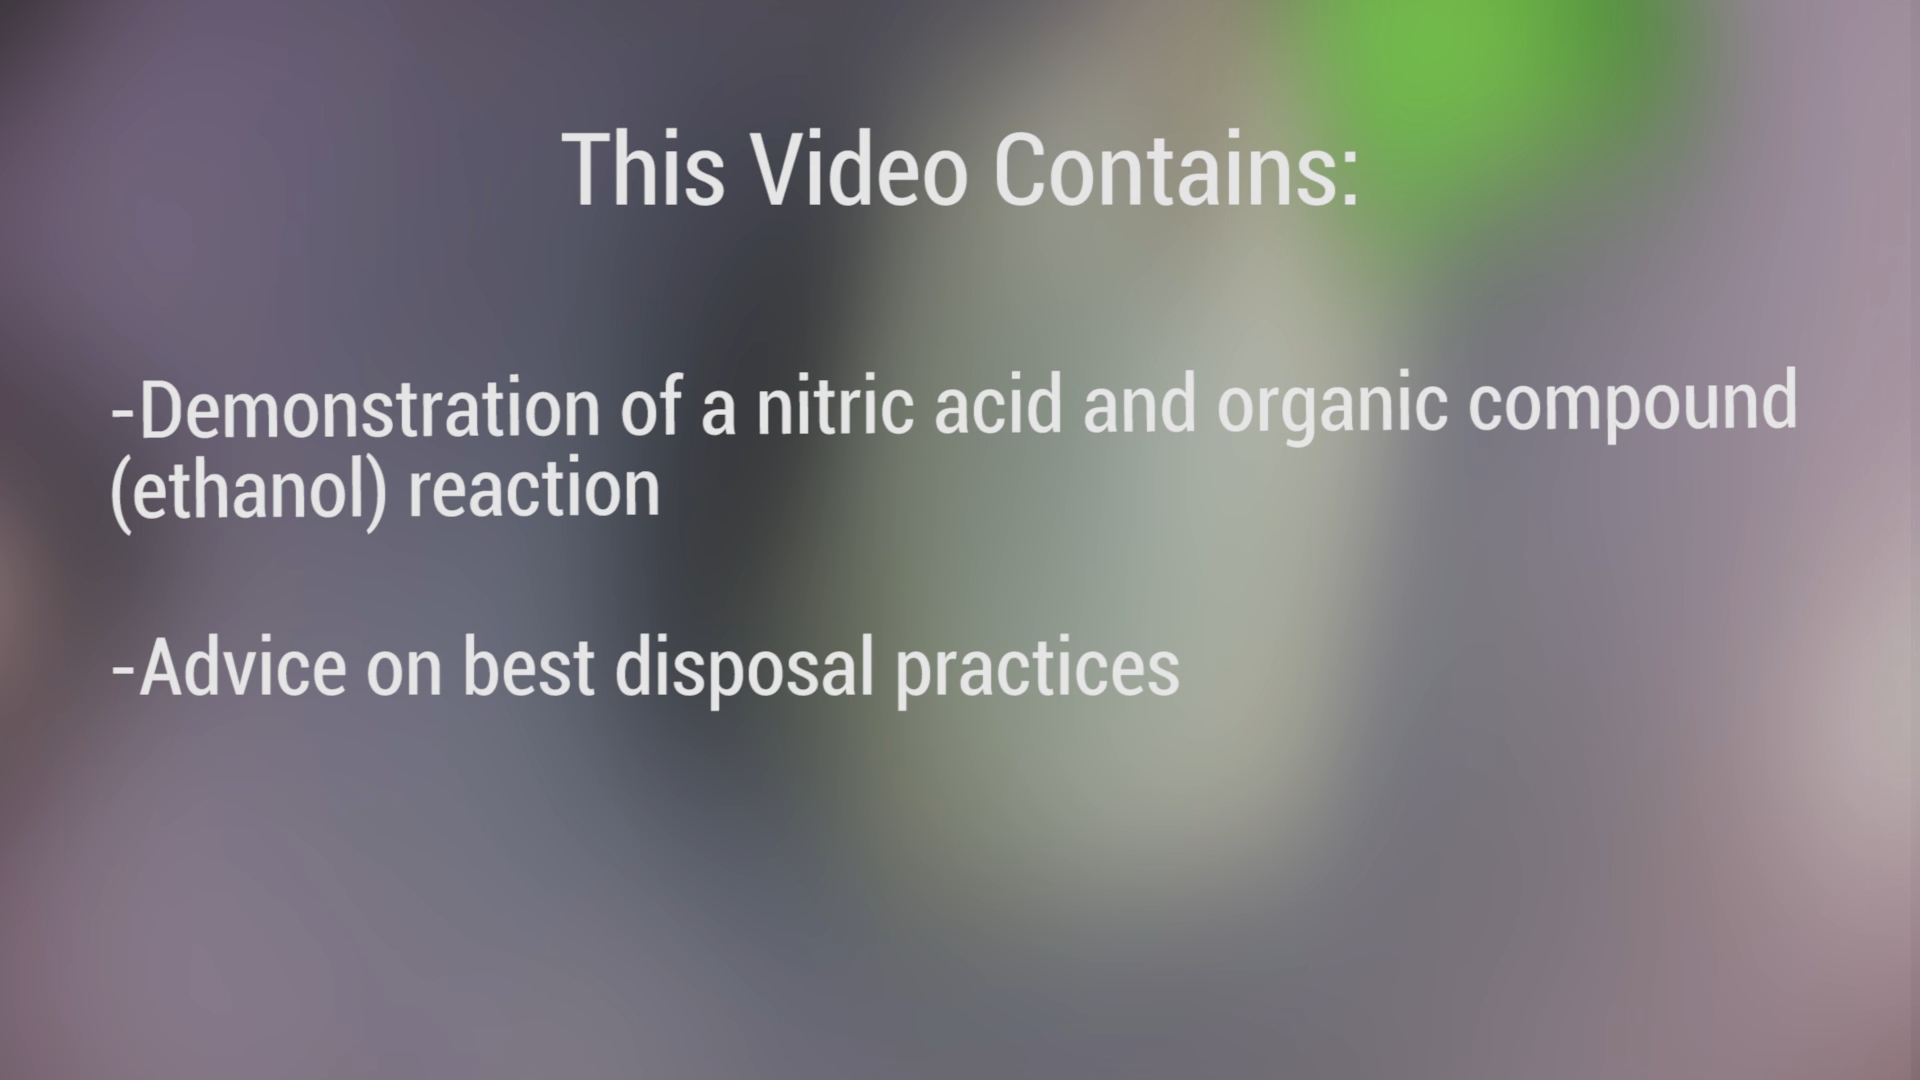 This Video Contains:
-Demonstration of a nitric acid and organic compound
(ethanol) reaction
-Advice on best disposal practices